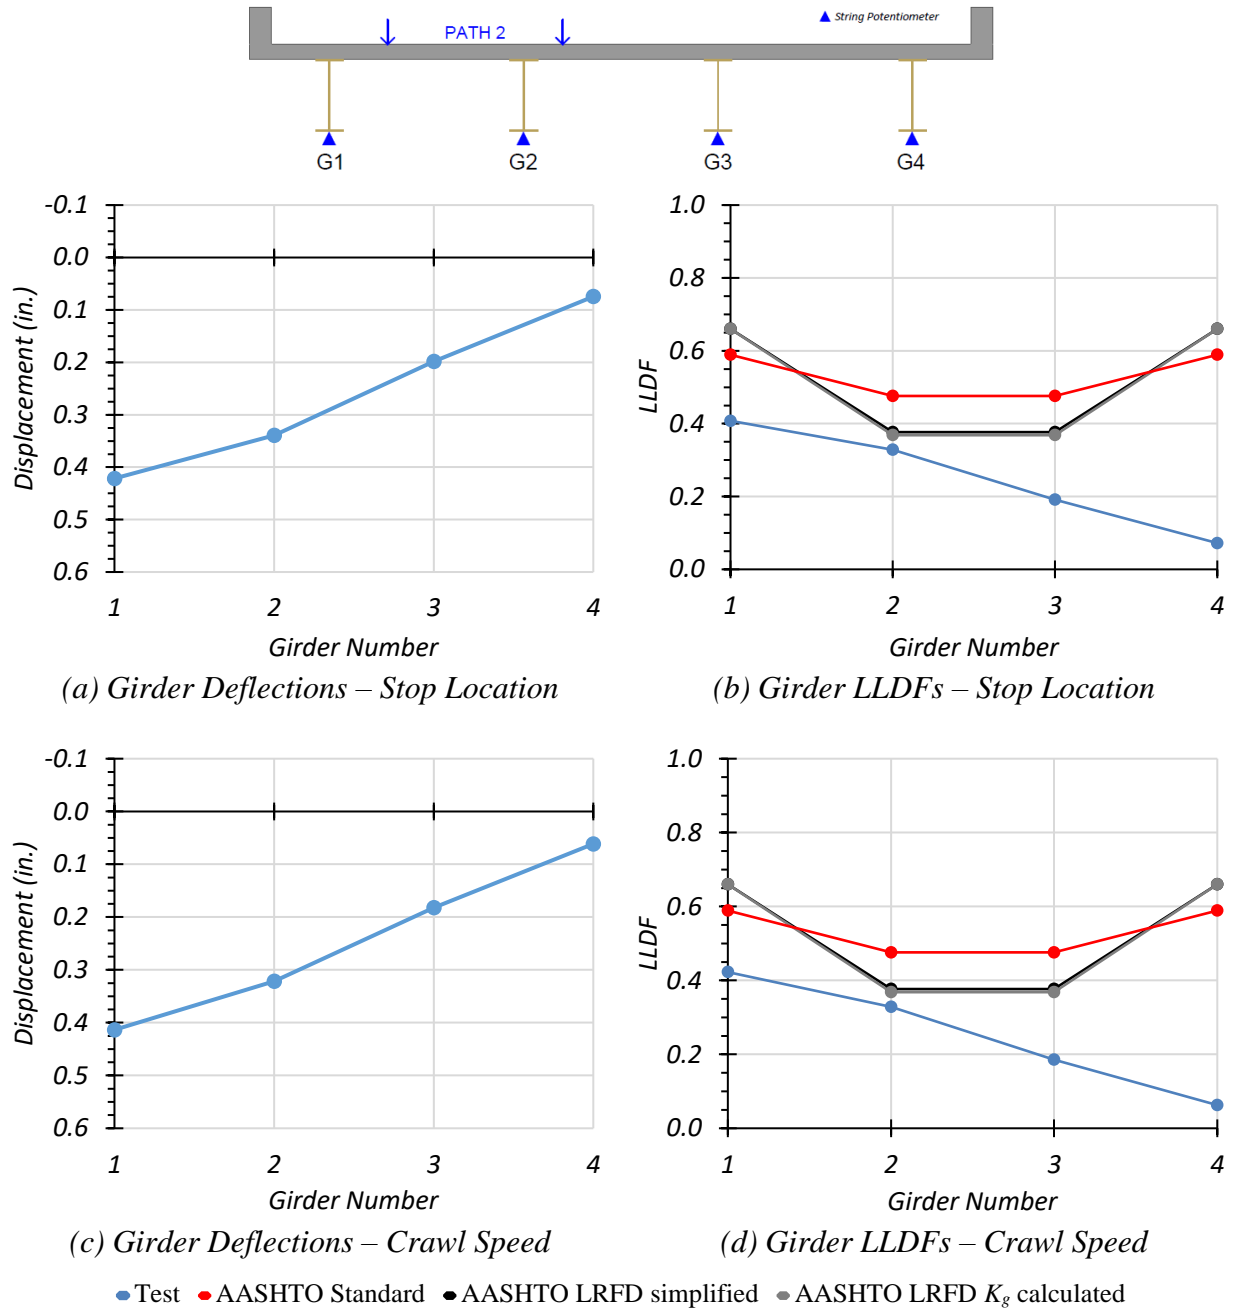 PATH 2
String Potentiometer
G1 G2 G3 G4
-0.1
0.0
0.1
0.2
0.3
0.4
0.5
0.6
Displacement (in.)
1 2 3 4
Girder Number
(a) Girder Deflections – Stop Location
1.0
0.8
0.6
0.4
0.2
0.0
LLDF
1 2 3 4
Girder Number
(b) Girder LLDFs – Stop Location
-0.1
0.0
0.1
0.2
0.3
0.4
0.5
0.6
Displacement (in.)
1 2 3 4
Girder Number
(c) Girder Deflections – Crawl Speed
1.0
0.8
0.6
0.4
0.2
0.0
LLDF
1 2 3 4
Girder Number
(d) Girder LLDFs – Crawl Speed
Test AASHTO Standard AASHTO LRFD simplified AASHTO LRFD Kg calculated